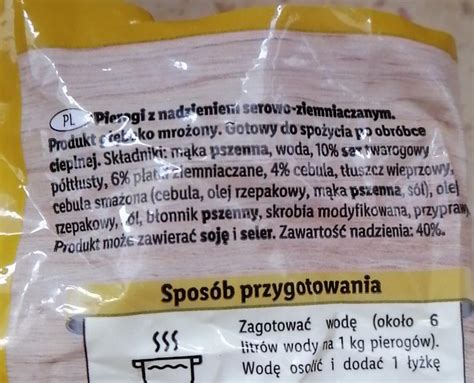 PL Pierogi z nadzieniem serowo-ziemniaczanym.
Produkt głęboko mrożony. Gotowy do spożycia po obróbce
cieplnej. Składniki: mąka pszenna, woda, 10% ser twarogowy
półtłusty, 6% płatki ziemniaczane, 4% cebula, tłuszcz wieprzowy,
cebula smażona (cebula, olej rzepakowy, mąka pszenna, sól), olej
rzepakowy, sól, błonnik pszenny, skrobia modyfikowana, przypraw
Produkt może zawierać soję i seler. Zawartość nadzienia: 40%.
Sposób przygotowania
Zagotować wodę (około 6
litrów wody na 1 kg pierogów).
Wodę osolić i dodać 1 łyżkę